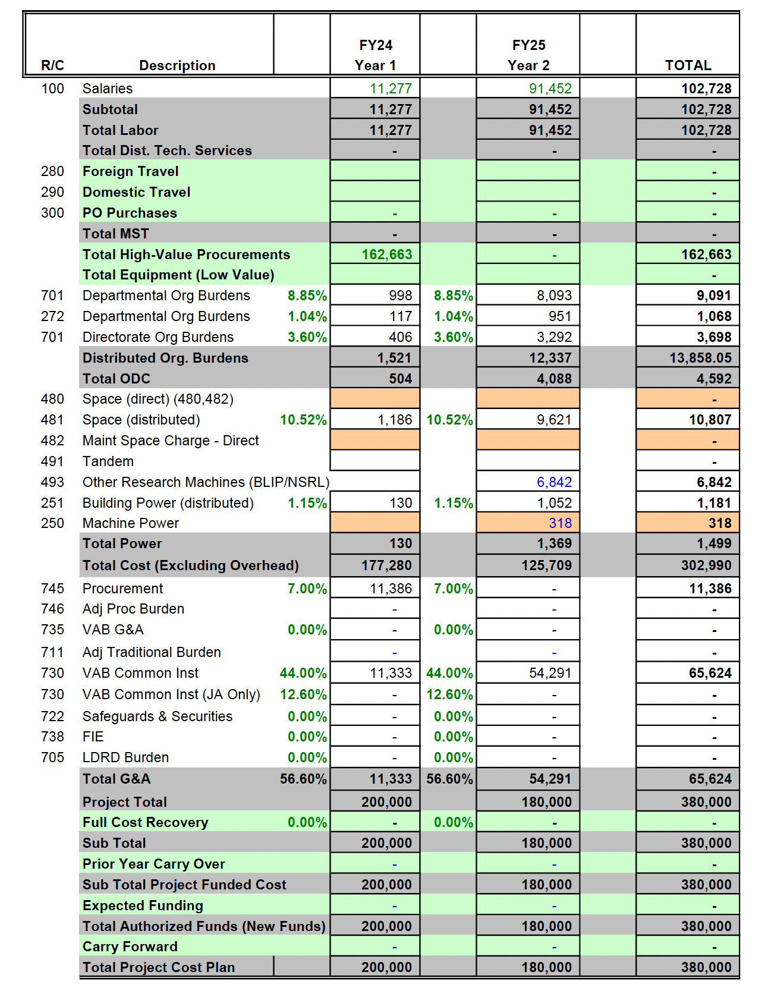 FY24 FY25
R/C Description Year 1 Year 2 TOTAL
100 Salaries 11,277 91,452 102,728
Subtotal 11,277 91,452 102,728
Total Labor 11,277 91,452 102,728
Total Dist. Tech. Services - - -
280 Foreign Travel -
290 Domestic Travel -
300 PO Purchases - - -
Total MST - - -
Total High-Value Procurements 162,663 - 162,663
Total Equipment (Low Value) -
701 Departmental Org Burdens 8.85% 998 8.85% 8,093 9,091
272 Departmental Org Burdens 1.04% 117 1.04% 951 1,068
701 Directorate Org Burdens 3.60% 406 3.60% 3,292 3,698
Distributed Org. Burdens 1,521 12,337 13,858.05
Total ODC 504 4,088 4,592
480 Space (direct) (480,482) -
481 Space (distributed) 10.52% 1,186 10.52% 9,621 10,807
482 Maint Space Charge - Direct -
491 Tandem -
493 Other Research Machines (BLIP/NSRL) 6,842 6,842
251 Building Power (distributed) 1.15% 130 1.15% 1,052 1,181
250 Machine Power 318 318
Total Power 130 1,369 1,499
Total Cost (Excluding Overhead) 177,280 125,709 302,990
745 Procurement 7.00% 11,386 7.00% - 11,386
746 Adj Proc Burden - - -
735 VAB G&A 0.00% - 0.00% - -
711 Adj Traditional Burden - - -
730 VAB Common Inst 44.00% 11,333 44.00% 54,291 65,624
730 VAB Common Inst (JA Only) 12.60% - 12.60% - -
722 Safeguards & Securities 0.00% - 0.00% - -
738 FIE 0.00% - 0.00% - -
705 LDRD Burden 0.00% - 0.00% - -
Total G&A 56.60% 11,333 56.60% 54,291 65,624
Project Total 200,000 180,000 380,000
Full Cost Recovery 0.00% - 0.00% - -
Sub Total 200,000 180,000 380,000
Prior Year Carry Over - - -
Sub Total Project Funded Cost 200,000 180,000 380,000
Expected Funding - - -
Total Authorized Funds (New Funds) 200,000 180,000 380,000
Carry Forward - - -
Total Project Cost Plan 200,000 180,000 380,000